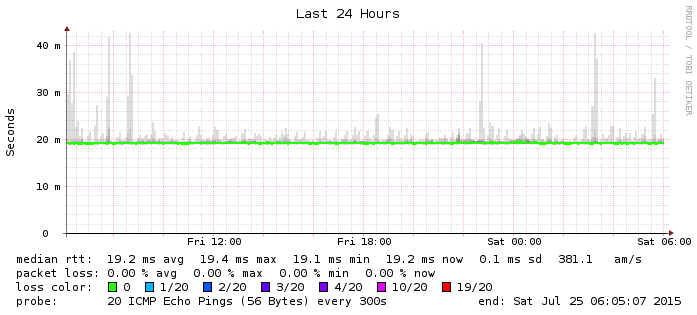 Last 24 Hours
RRDTOOL / TOBI OETIKER
Seconds
40 m
30 m
20 m
10 m
0
Fri 12:00 Fri 18:00 Sat 00:00 Sat 06:00
median rtt: 19.2 ms avg 19.4 ms max 19.1 ms min 19.2 ms now 0.1 ms sd 381.1 am/s
packet loss: 0.00 % avg 0.00 % max 0.00 % min 0.00 % now
loss color: 0 1/20 2/20 3/20 4/20 10/20 19/20
probe: 20 ICMP Echo Pings (56 Bytes) every 300s end: Sat Jul 25 06:05:07 2015